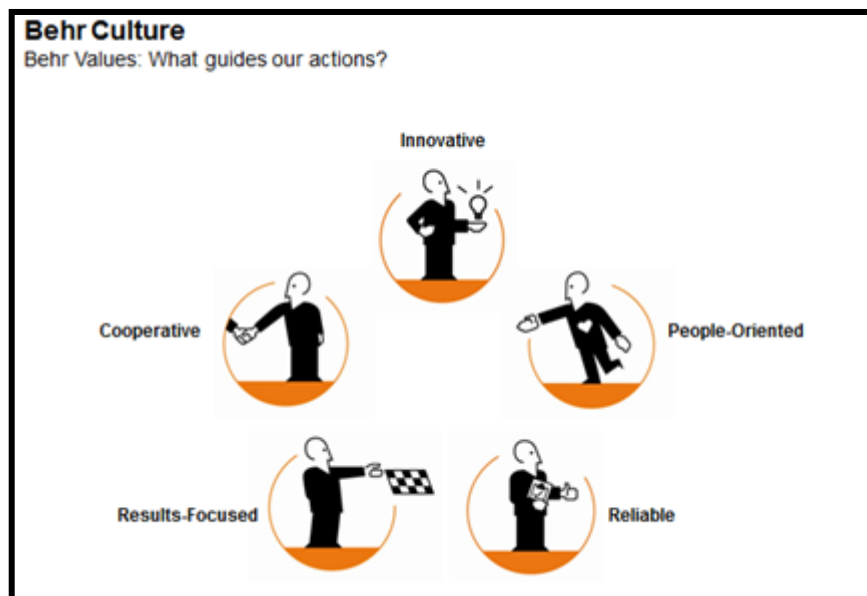 Behr Culture
Behr Values: What guides our actions?
Innovative
Cooperative
People-Oriented
Results-Focused
Reliable